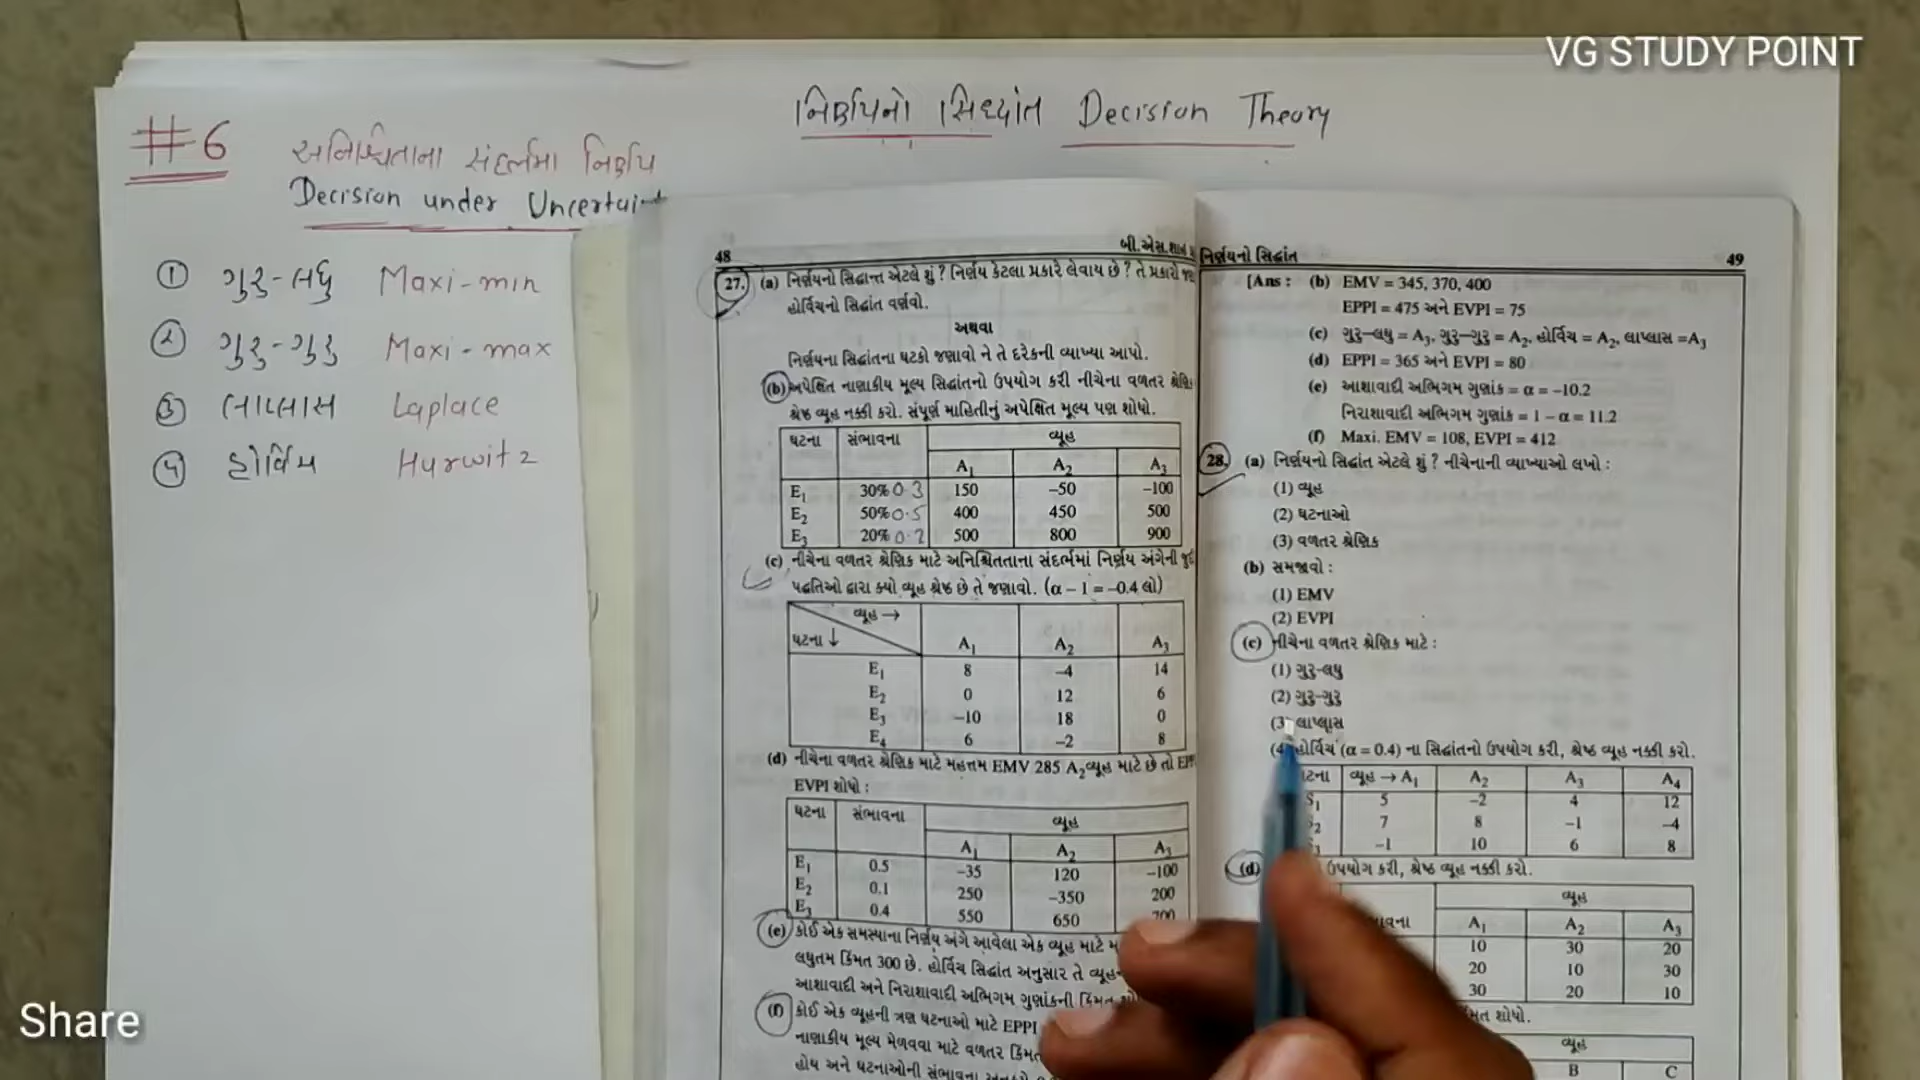 VG STUDY POINT
નિર્ણયનો સિધ્ધાંત Decision Theory
#6
અનિશ્ચિતાના સંદર્ભમા નિર્ણય
Decision under Uncertaint
① ગુરુ-લઘુ Maxi-min
② ગુરુ-ગુરુ Maxi-max
③ લાપ્લાસ Laplace
④ હોર્વિચ Hurwitz
48
બી.એસ.શાહ
27. (a) નિર્ણયનો સિદ્ધાન્ત એટલે શું ? નિર્ણય કેટલા પ્રકારે લેવાય છે ? તે પ્રકારો
હોર્વિચનો સિદ્ધાંત વર્ણવો.
અથવા
નિર્ણયના સિદ્ધાંતના ઘટકો જણાવો ને તે દરેકની વ્યાખ્યા આપો.
(b) અપેક્ષિત નાણાકીય મૂલ્ય સિદ્ધાંતનો ઉપયોગ કરી નીચેના વળતર શ્રેણિક
શ્રેષ્ઠ વ્યૂહ નક્કી કરો. સંપૂર્ણ માહિતીનું અપેક્ષિત મૂલ્ય પણ શોધો.
ઘટના સંભાવના વ્યૂહ
A₁ A₂ A₃
E₁ 30% 0.3 150 –50 –100
E₂ 50% 0.5 400 450 500
E₃ 20% 0.2 500 800 900
(c) નીચેના વળતર શ્રેણિક માટે અનિશ્ચિતતાના સંદર્ભમાં નિર્ણય અંગેની
પદ્ધતિઓ દ્વારા ક્યો વ્યૂહ શ્રેષ્ઠ છે તે જણાવો. (α – 1 = –0.4 લો)
વ્યૂહ →
ઘટના ↓ A₁ A₂ A₃
E₁ 8 –4 14
E₂ 0 12 6
E₃ –10 18 0
E₄ 6 –2 8
(d) નીચેના વળતર શ્રેણિક માટે મહત્તમ EMV 285 A₂ વ્યૂહ માટે છે તો
EVPI શોધો :
ઘટના સંભાવના વ્યૂહ
A₁ A₂ A₃
E₁ 0.5 –35 120 –100
E₂ 0.1 250 –350 200
E₃ 0.4 550 650 700
(e) કોઈ એક સમસ્યાના નિર્ણય અંગે આવેલા એક વ્યૂહ માટે
લઘુતમ કિંમત 300 છે. હોર્વિચ સિદ્ધાંત અનુસાર તે
આશાવાદી અને નિરાશાવાદી અભિગમ ગુણાંકની કિંમત
(f) કોઈ એક વ્યૂહની ત્રણ ઘટનાઓ માટે EPPI
નાણાકીય મૂલ્ય મેળવવા માટે વળતર
હોય અને ઘટનાઓની સંભાવના
નિર્ણયનો સિદ્ધાંત
49
[Ans : (b) EMV = 345, 370, 400
EPPI = 475 અને EVPI = 75
(c) ગુરુ–લઘુ = A₃, ગુરુ–ગુરુ = A₂, હોર્વિચ = A₂, લાપ્લાસ =A₃
(d) EPPI = 365 અને EVPI = 80
(e) આશાવાદી અભિગમ ગુણાંક = α = –10.2
નિરાશાવાદી અભિગમ ગુણાંક = 1 – α = 11.2
(f) Maxi. EMV = 108, EVPI = 412
28. (a) નિર્ણયનો સિદ્ધાંત એટલે શું ? નીચેનાની વ્યાખ્યાઓ લખો :
(1) વ્યૂહ
(2) ઘટનાઓ
(3) વળતર શ્રેણિક
(b) સમજાવો :
(1) EMV
(2) EVPI
(c) નીચેના વળતર શ્રેણિક માટે :
(1) ગુરુ-લઘુ
(2) ગુરુ-ગુરુ
(3) લાપ્લાસ
(4) હોર્વિચ (α = 0.4) ના સિદ્ધાંતનો ઉપયોગ કરી, શ્રેષ્ઠ વ્યૂહ નક્કી કરો.
વ્યૂહ → A₁ A₂ A₃ A₄
5 –2 4 12
7 8 –1 –4
–1 10 6 8
(d) ઉપયોગ કરી, શ્રેષ્ઠ વ્યૂહ નક્કી કરો.
વ્યૂહ
A₁ A₂ A₃
10 30 20
20 10 30
30 20 10
શોધો.
વ્યૂહ
B C
Share